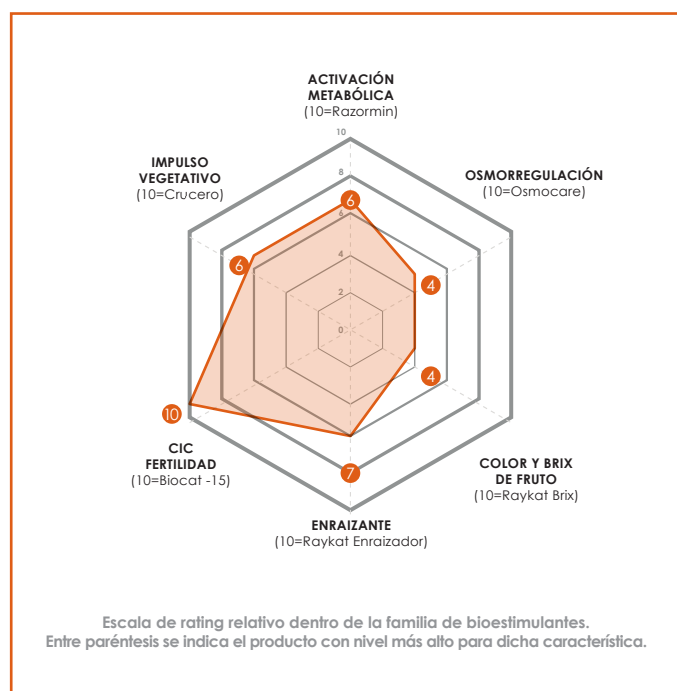 ACTIVACIÓN
METABÓLICA
(10=Razormin)
10
IMPULSO
VEGETATIVO
(10=Crucero)
OSMORREGULACIÓN
(10=Osmocare)
8
6
6
6
4
4
2
0
4
10
CIC
FERTILIDAD
(10=Biocat -15)
7
COLOR Y BRIX
DE FRUTO
(10=Raykat Brix)
ENRAIZANTE
(10=Raykat Enraizador)
Escala de rating relativo dentro de la familia de bioestimulantes.
Entre paréntesis se indica el producto con nivel más alto para dicha característica.